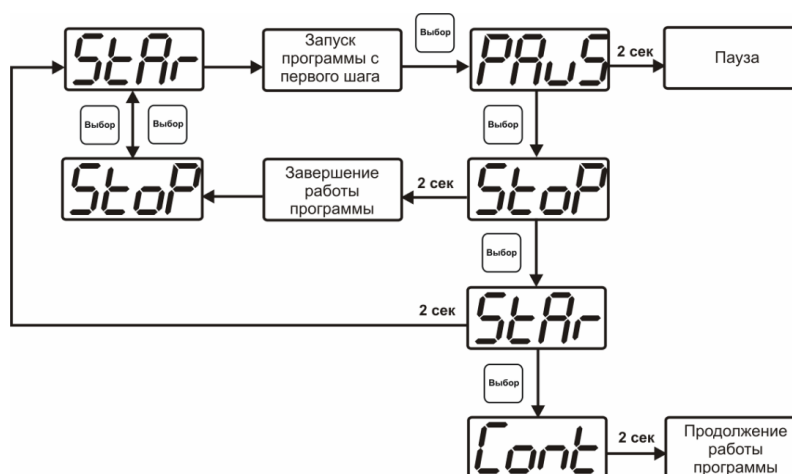 StAr
Запуск
программы с
первого шага
Выбор
PAuS
2 сек
Пауза
Выбор
Выбор
Выбор
StoP
Завершение
работы
программы
2 сек
StoP
Выбор
2 сек
StAr
Выбор
Cont
2 сек
Продолжение
работы
программы